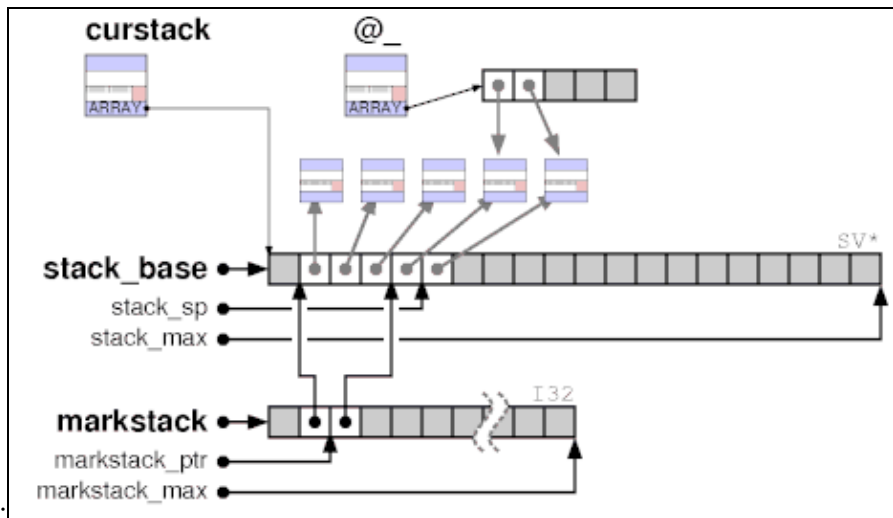 curstack @_
ARRAY ARRAY
SV*
stack_base
stack_sp
stack_max
I32
markstack
markstack_ptr
markstack_max
.